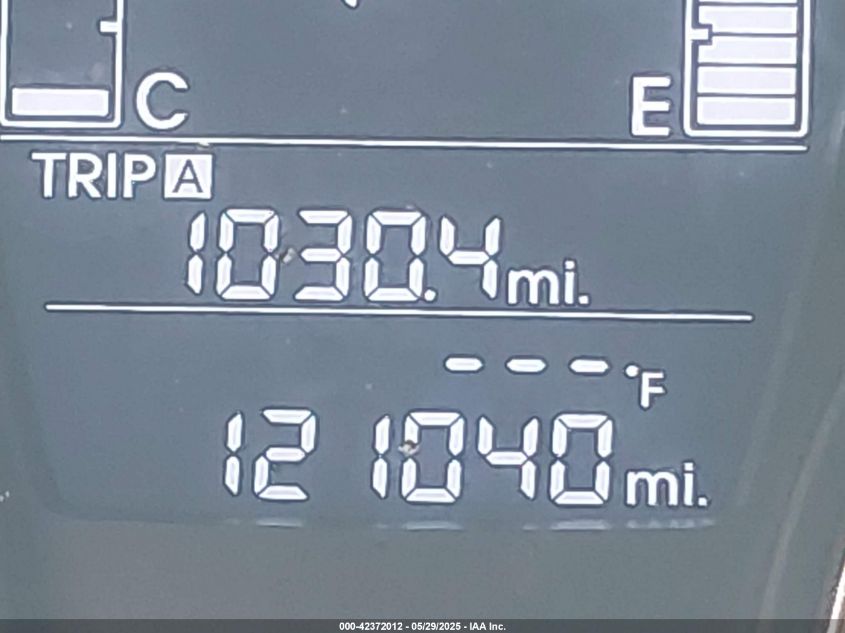 C E
TRIP A
1030.4 mi.
---°F
121040 mi.
000-42372012 - 05/29/2025 - IAA Inc.